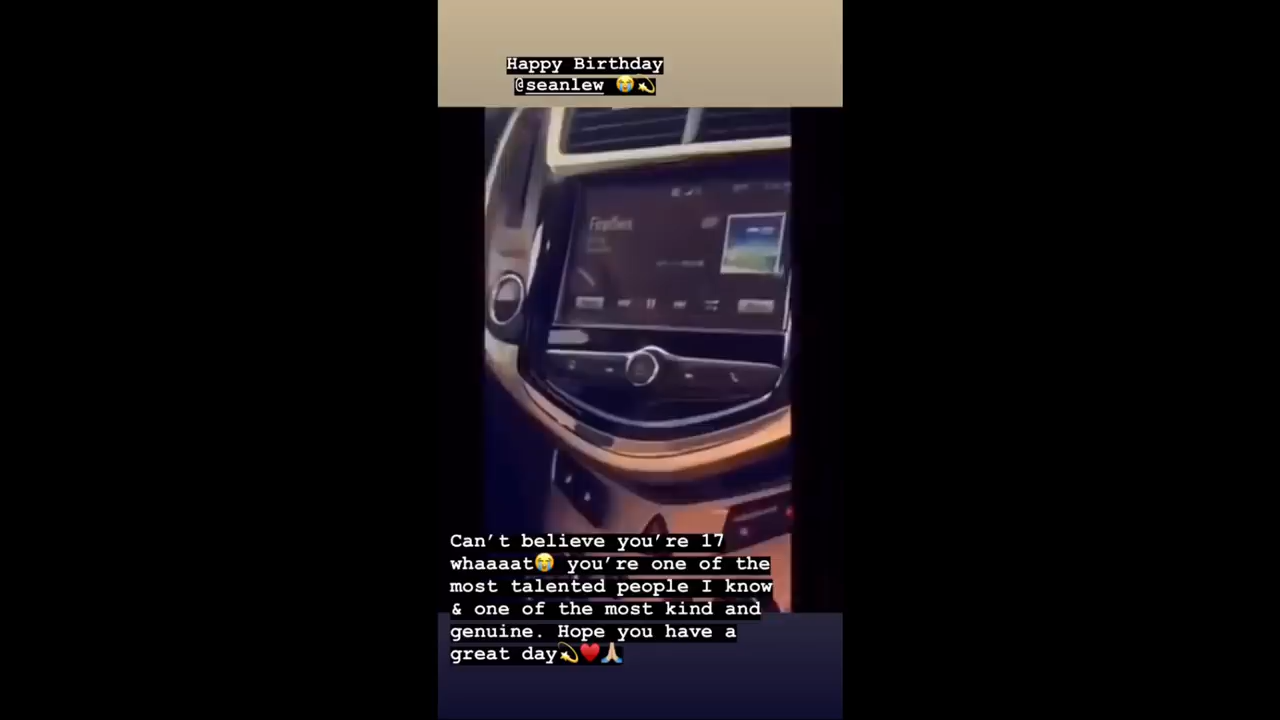 Happy Birthday
@seanlew 😭💫
Fireflies
Can’t believe you’re 17
whaaaat😭 you’re one of the
most talented people I know
& one of the most kind and
genuine. Hope you have a
great day💫❤️🙏🏼